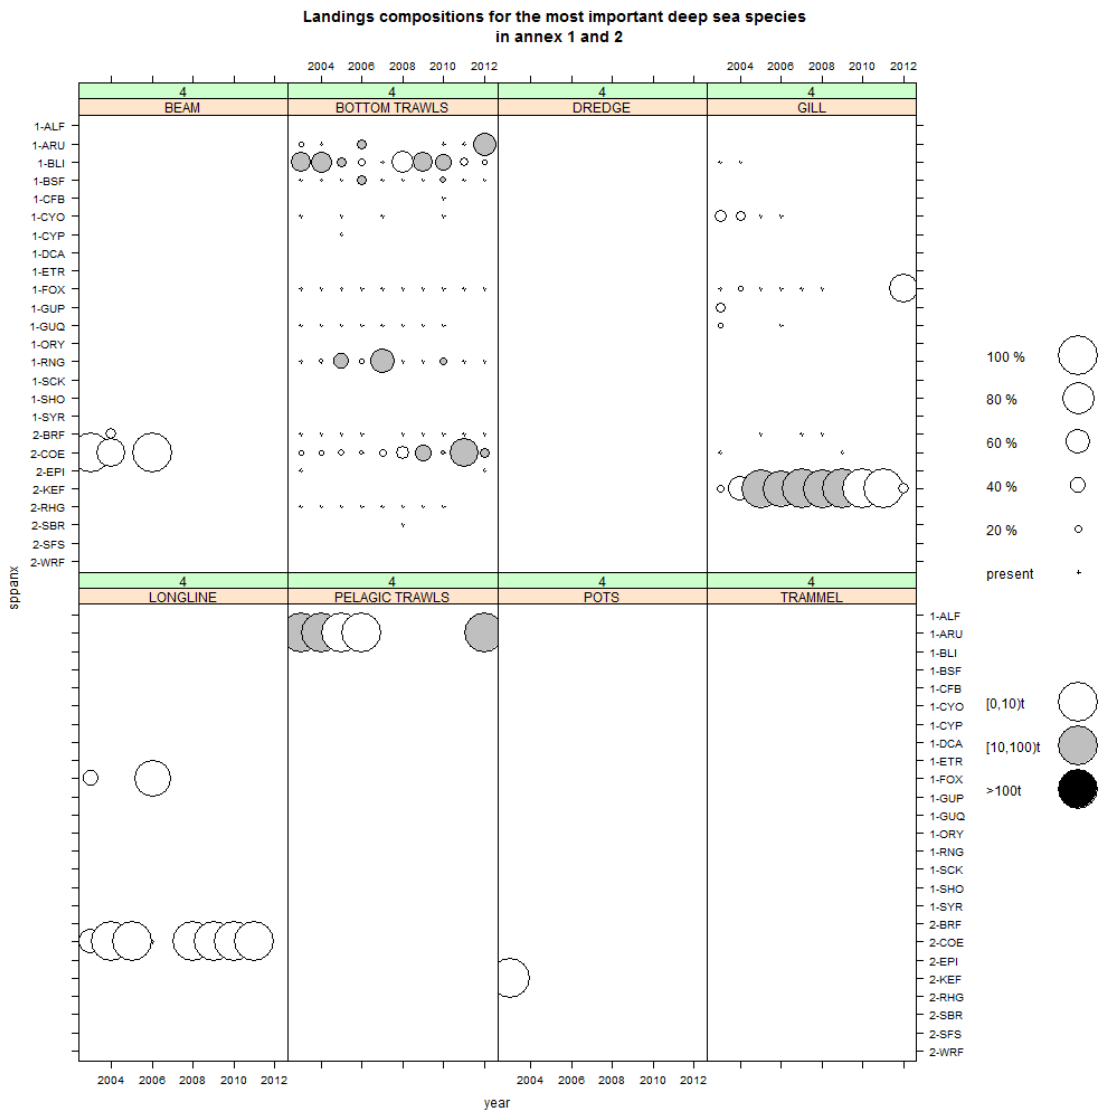 Landings compositions for the most important deep sea species
in annex 1 and 2
2004 2006 2008 2010 2012
2004 2006 2008 2010 2012
4 4 4 4
BEAM BOTTOM TRAWLS DREDGE GILL
1-ALF
1-ARU
1-BLI
1-BSF
1-CFB
1-CYO
1-CYP
1-DCA
1-ETR
1-FOX
1-GUP
1-GUQ
1-ORY
1-RNG
1-SCK
1-SHO
1-SYR
2-BRF
2-COE
2-EPI
2-KEF
2-RHG
2-SBR
2-SFS
2-WRF
sppanx
4 4 4 4
LONGLINE PELAGIC TRAWLS POTS TRAMMEL
1-ALF
1-ARU
1-BLI
1-BSF
1-CFB
1-CYO
1-CYP
1-DCA
1-ETR
1-FOX
1-GUP
1-GUQ
1-ORY
1-RNG
1-SCK
1-SHO
1-SYR
2-BRF
2-COE
2-EPI
2-KEF
2-RHG
2-SBR
2-SFS
2-WRF
2004 2006 2008 2010 2012
2004 2006 2008 2010 2012
year
100 %
80 %
60 %
40 %
20 %
present
[0,10)t
[10,100)t
>100t